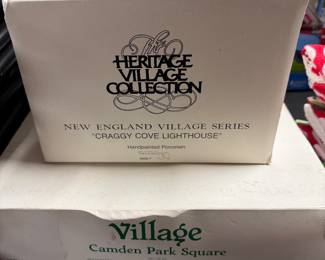 The
HERITAGE
VILLAGE
COLLECTION
NEW ENGLAND VILLAGE SERIES
"CRAGGY COVE LIGHTHOUSE"
Handpainted Porcelain
Village
Camden Park Square